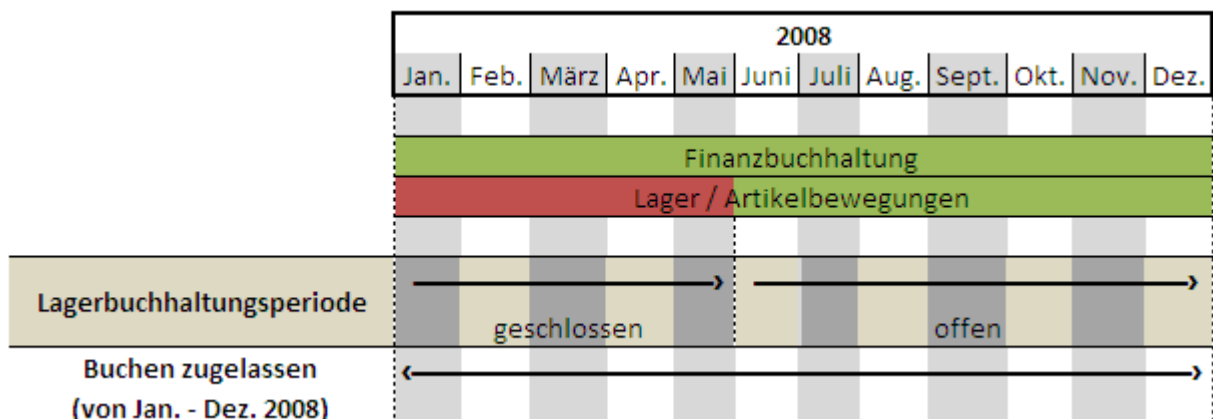 2008
Jan. Feb. März Apr. Mai Juni Juli Aug. Sept. Okt. Nov. Dez.
Finanzbuchhaltung
Lager / Artikelbewegungen
Lagerbuchhaltungsperiode
geschlossen offen
Buchen zugelassen
(von Jan. - Dez. 2008)